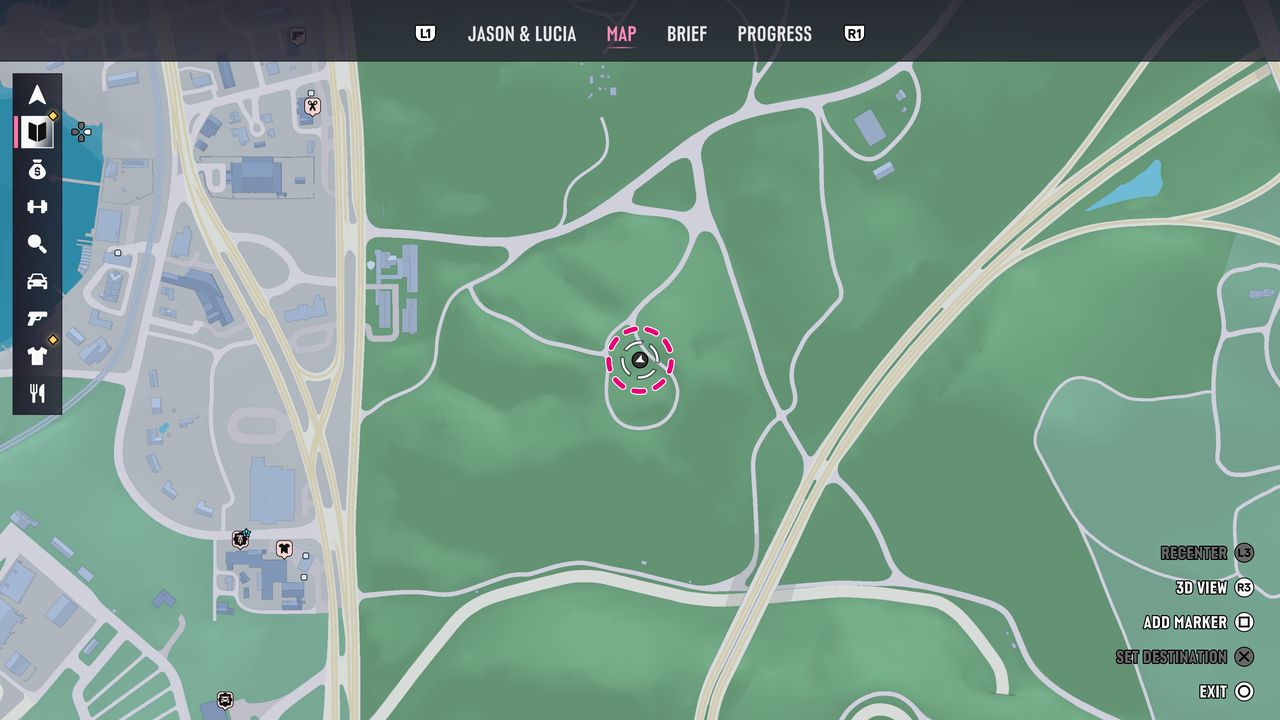 L1 JASON & LUCIA MAP BRIEF PROGRESS R1
RECENTER L3
3D VIEW R3
ADD MARKER
SET DESTINATION
EXIT